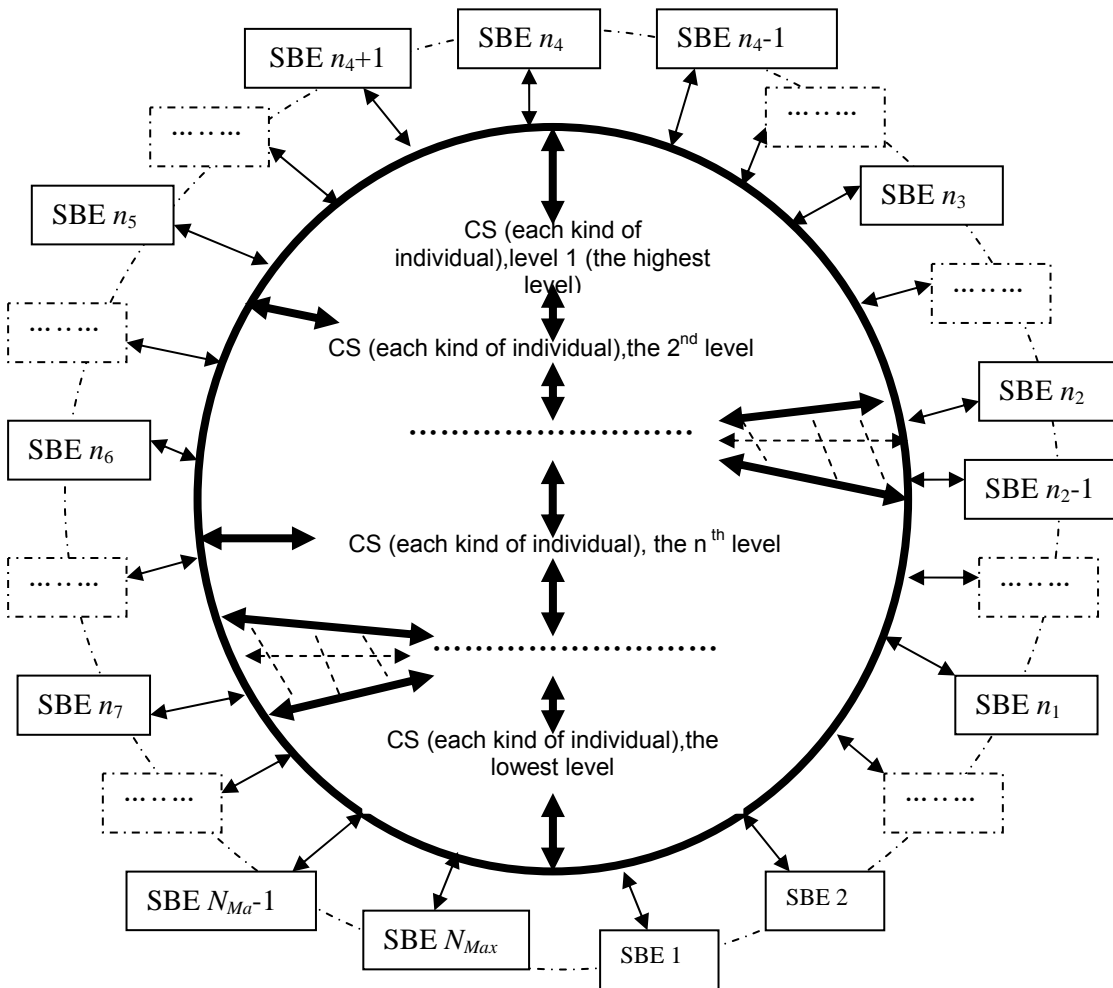 SBE n₄
SBE n₄-1
SBE n₄+1
... .. ...
... .. ...
SBE n₅
SBE n₃
CS (each kind of
individual),level 1 (the highest
level)
... .. ...
... .. ...
CS (each kind of individual),the 2ⁿᵈ level
SBE n₂
....................................
SBE n₆
SBE n₂-1
CS (each kind of individual), the n ᵗʰ level
... .. ...
... .. ...
....................................
SBE n₇
SBE n₁
CS (each kind of individual),the
lowest level
... .. ...
... .. ...
SBE N_Ma-1
SBE 2
SBE N_Max
SBE 1